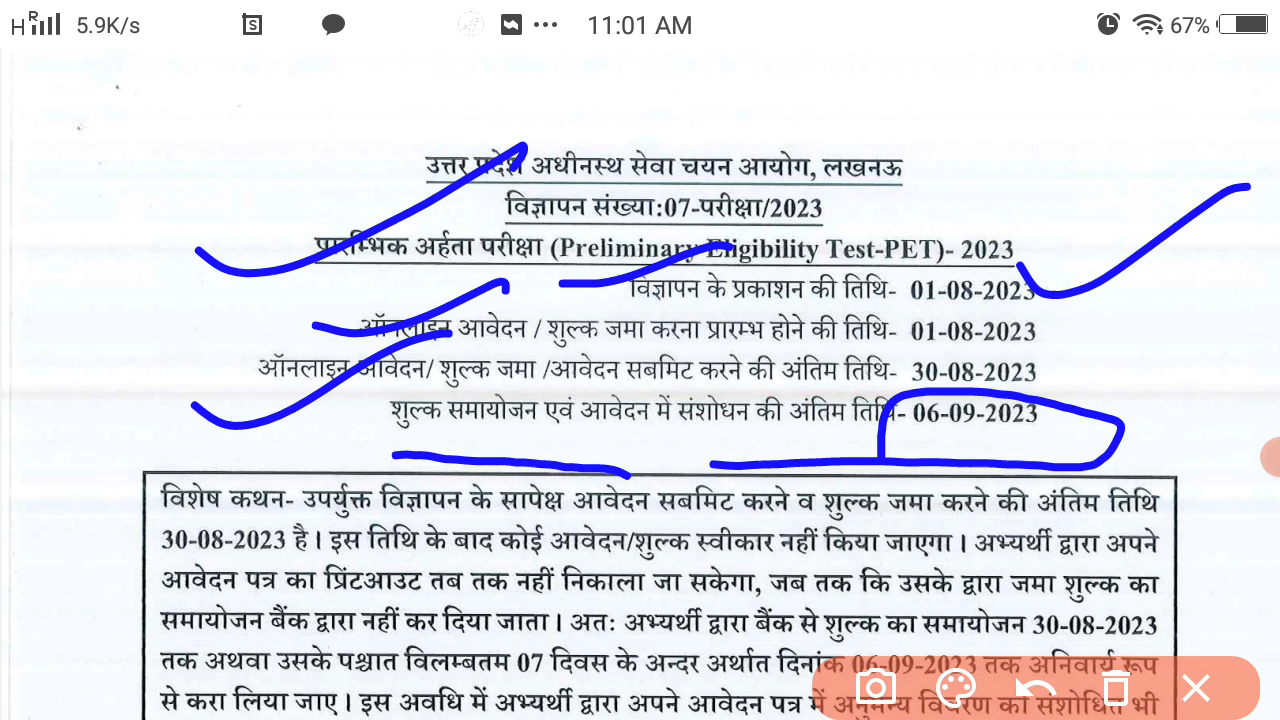 HR 5.9K/s S 11:01 AM 67%
उत्तर प्रदेश अधीनस्थ सेवा चयन आयोग, लखनऊ
विज्ञापन संख्या:07-परीक्षा/2023
प्रारम्भिक अर्हता परीक्षा (Preliminary Eligibility Test-PET)- 2023
विज्ञापन के प्रकाशन की तिथि- 01-08-2023
ऑनलाइन आवेदन / शुल्क जमा करना प्रारम्भ होने की तिथि- 01-08-2023
ऑनलाइन आवेदन/ शुल्क जमा /आवेदन सबमिट करने की अंतिम तिथि- 30-08-2023
शुल्क समायोजन एवं आवेदन में संशोधन की अंतिम तिथि- 06-09-2023
विशेष कथन- उपर्युक्त विज्ञापन के सापेक्ष आवेदन सबमिट करने व शुल्क जमा करने की अंतिम तिथि
30-08-2023 है। इस तिथि के बाद कोई आवेदन/शुल्क स्वीकार नहीं किया जाएगा। अभ्यर्थी द्वारा अपने
आवेदन पत्र का प्रिंटआउट तब तक नहीं निकाला जा सकेगा, जब तक कि उसके द्वारा जमा शुल्क का
समायोजन बैंक द्वारा नहीं कर दिया जाता। अतः अभ्यर्थी द्वारा बैंक से शुल्क का समायोजन 30-08-2023
तक अथवा उसके पश्चात विलम्बतम 07 दिवस के अन्दर अर्थात दिनांक 06-09-2023 तक अनिवार्य रूप
से करा लिया जाए। इस अवधि में अभ्यर्थी द्वारा अपने आवेदन पत्र में अनुमन्य विवरण का संशोधित भी